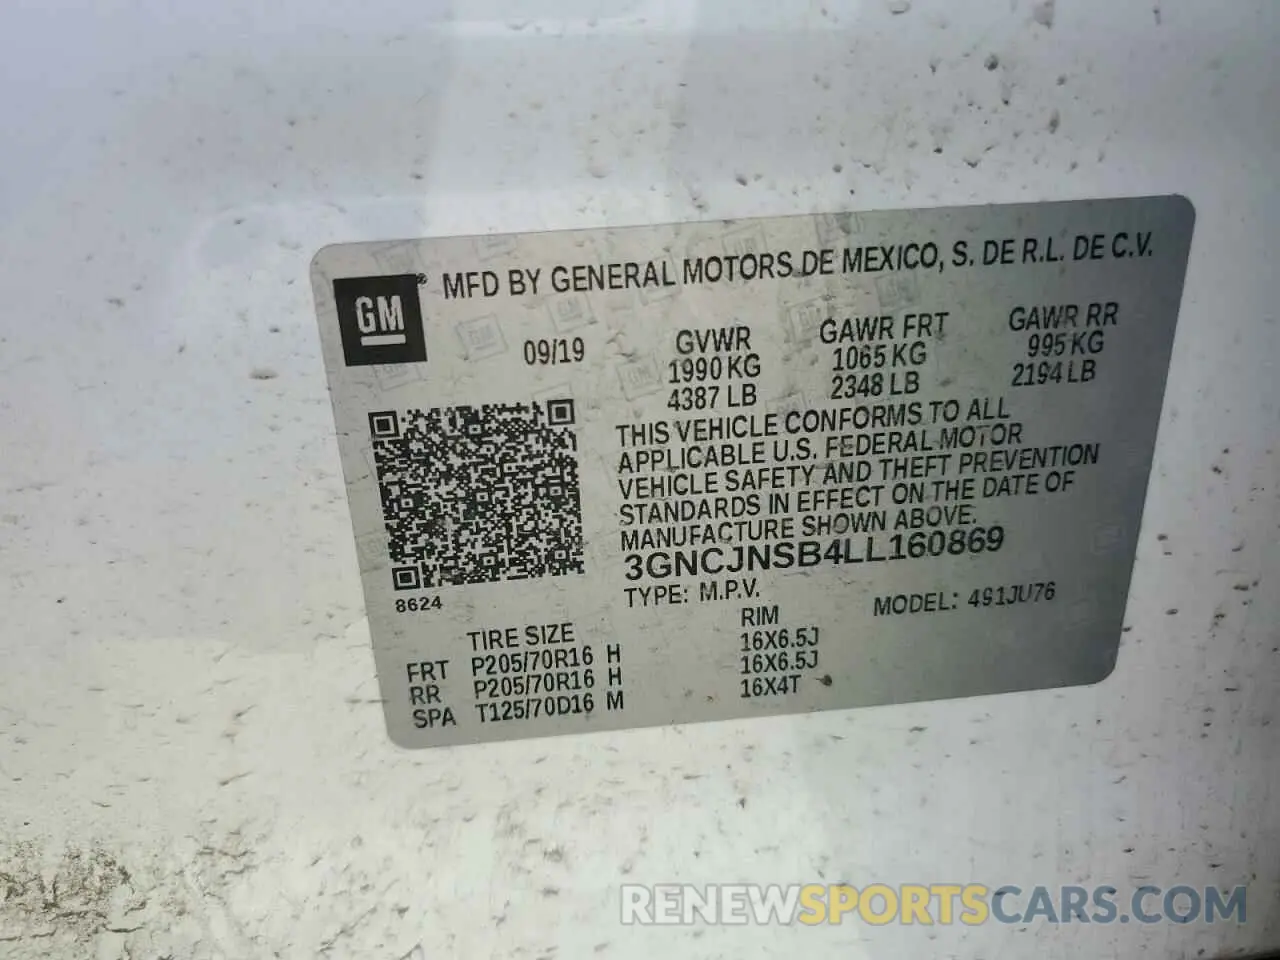 GM® MFD BY GENERAL MOTORS DE MEXICO, S. DE R.L. DE C.V.
09/19 GVWR GAWR FRT GAWR RR
1990 KG 1065 KG 995 KG
4387 LB 2348 LB 2194 LB
THIS VEHICLE CONFORMS TO ALL
APPLICABLE U.S. FEDERAL MOTOR
VEHICLE SAFETY AND THEFT PREVENTION
STANDARDS IN EFFECT ON THE DATE OF
MANUFACTURE SHOWN ABOVE.
3GNCJNSB4LL160869
8624 TYPE: M.P.V. MODEL: 491JU76
TIRE SIZE RIM
FRT P205/70R16 H 16X6.5J
RR P205/70R16 H 16X6.5J
SPA T125/70D16 M 16X4T
RENEWSPORTSCARS.COM